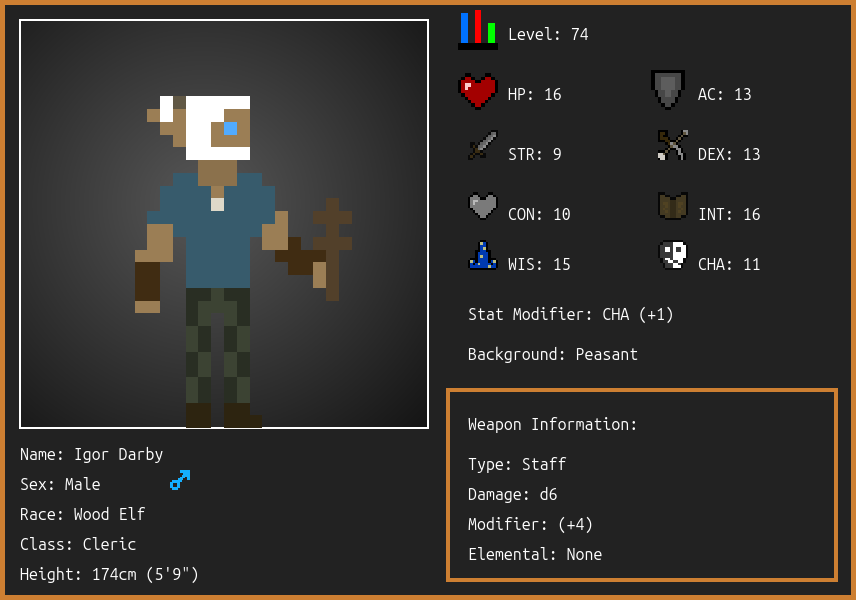 Level: 74
HP: 16
AC: 13
STR: 9
DEX: 13
CON: 10
INT: 16
WIS: 15
CHA: 11
Stat Modifier: CHA (+1)
Background: Peasant
Weapon Information:
Type: Staff
Damage: d6
Modifier: (+4)
Elemental: None
Name: Igor Darby
Sex: Male
Race: Wood Elf
Class: Cleric
Height: 174cm (5'9")